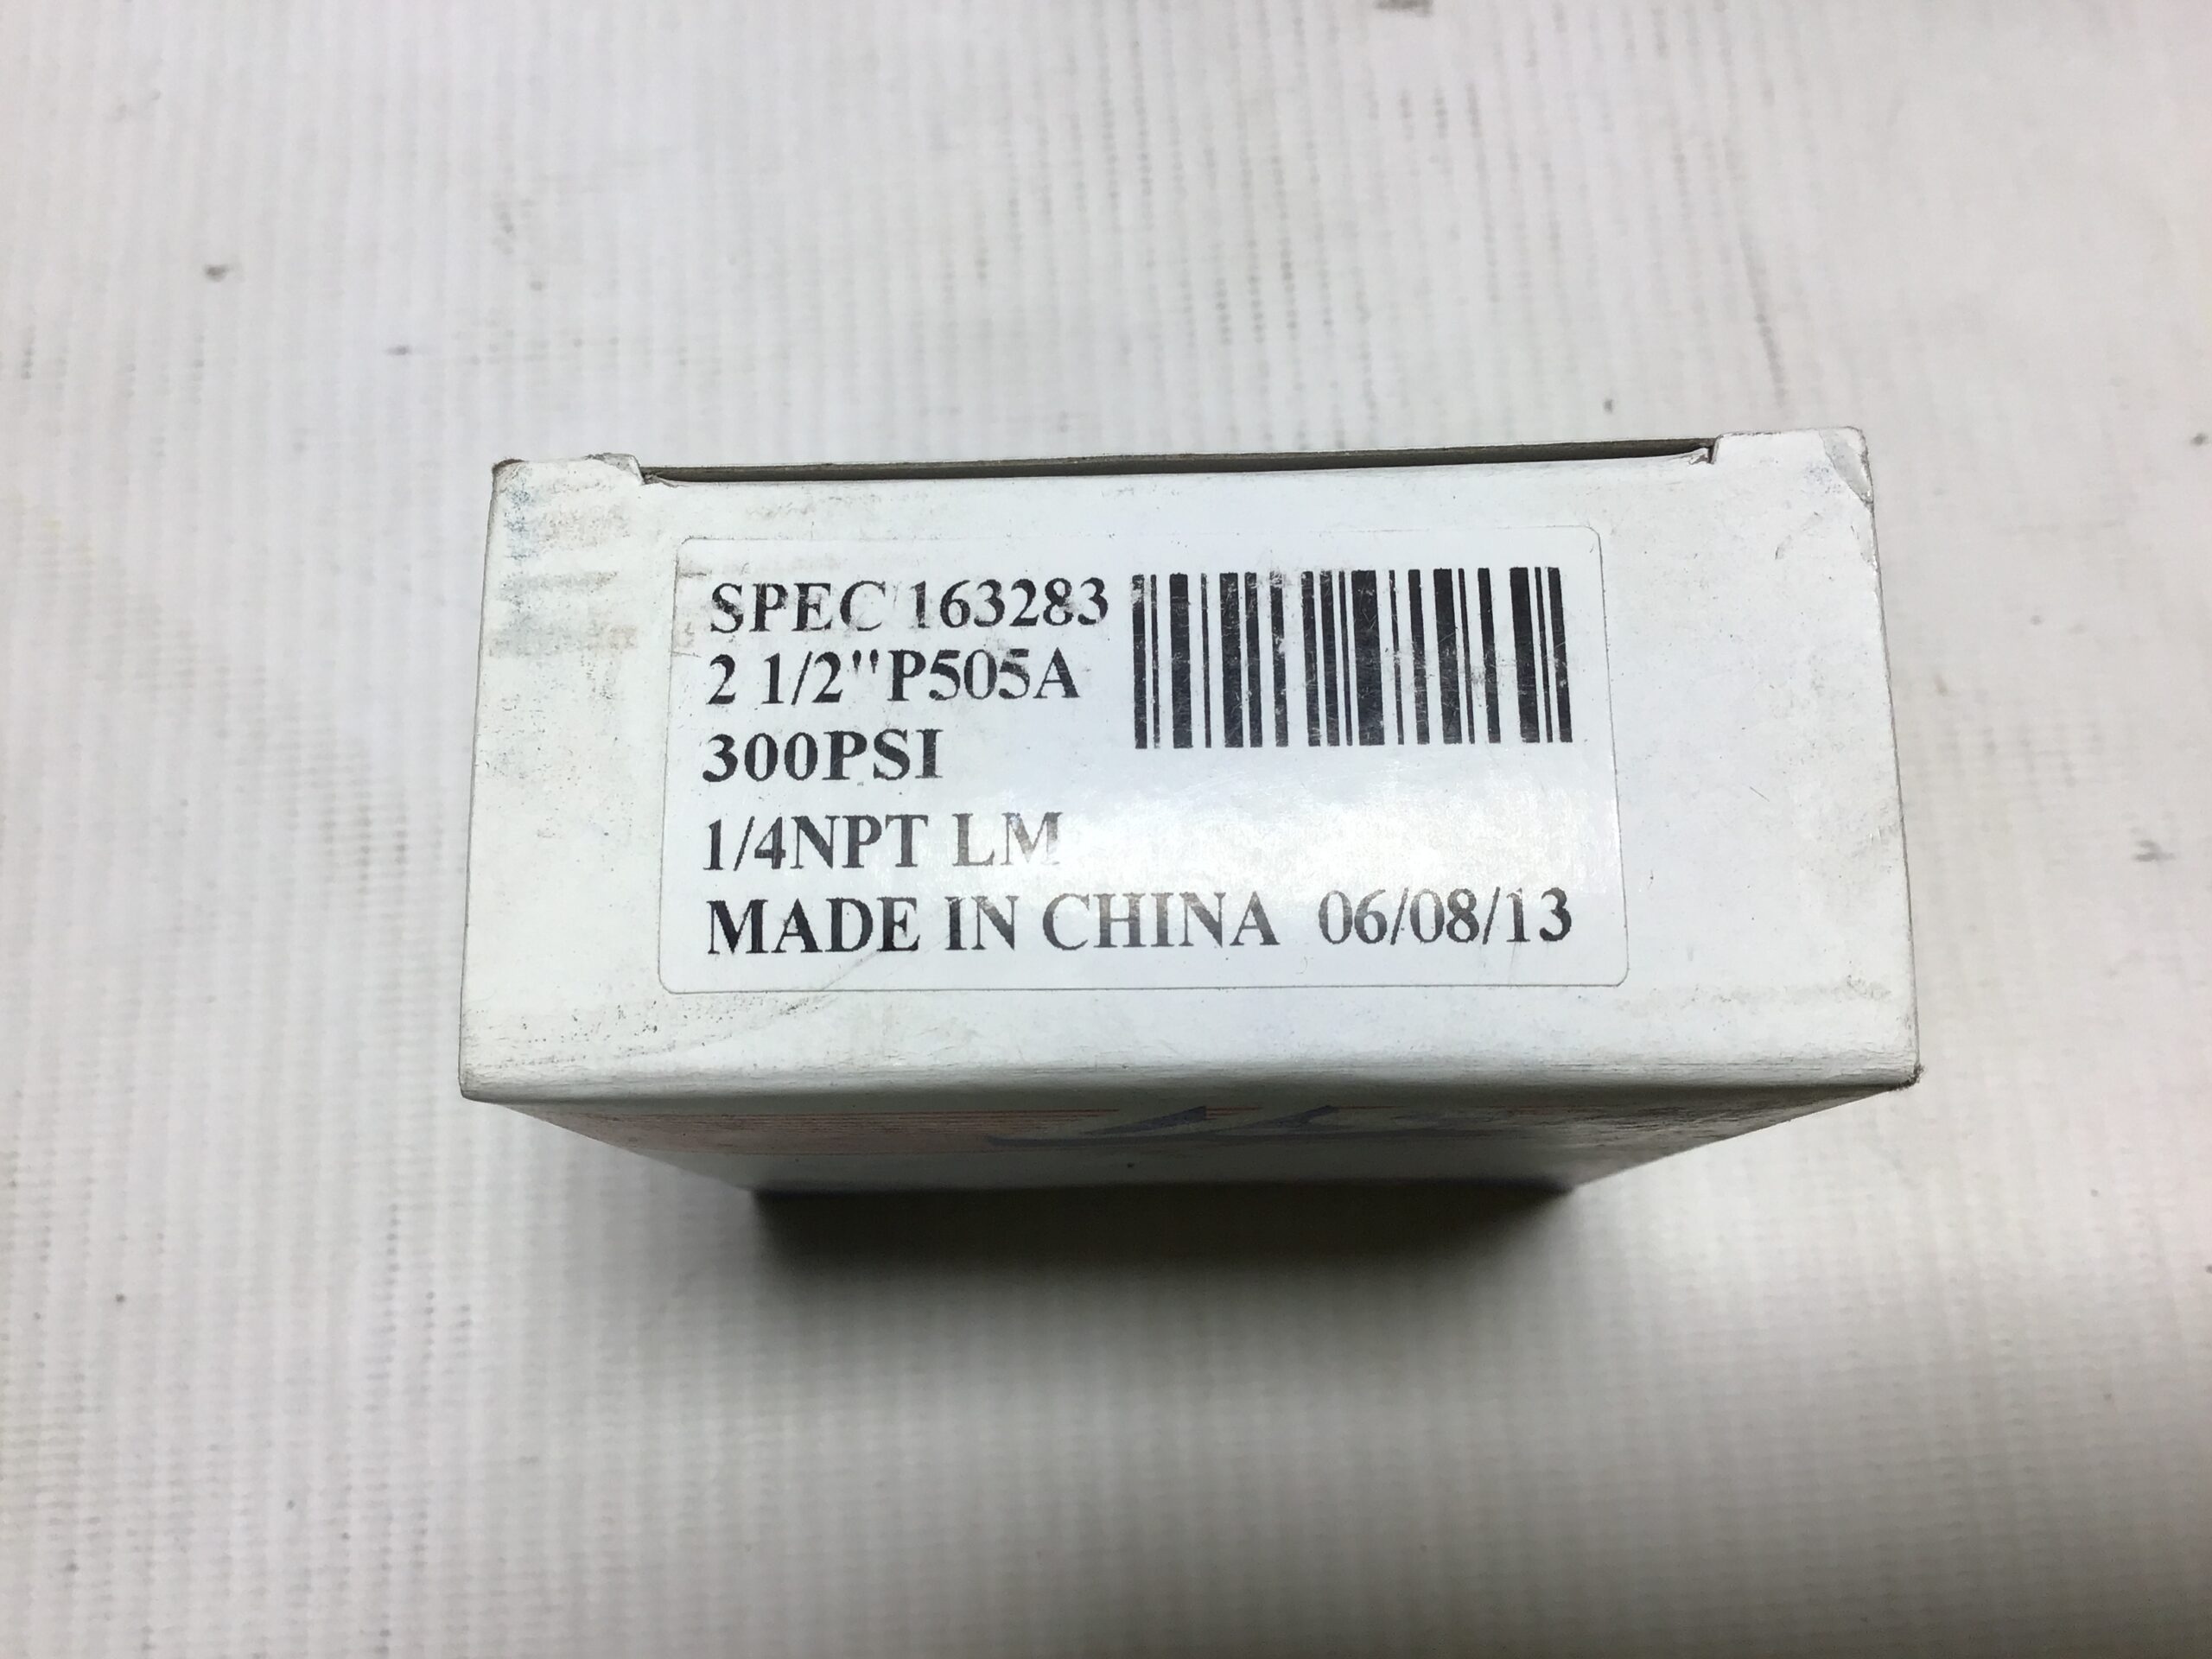 SPEC 163283
2 1/2"P505A
300PSI
1/4NPT LM
MADE IN CHINA 06/08/13